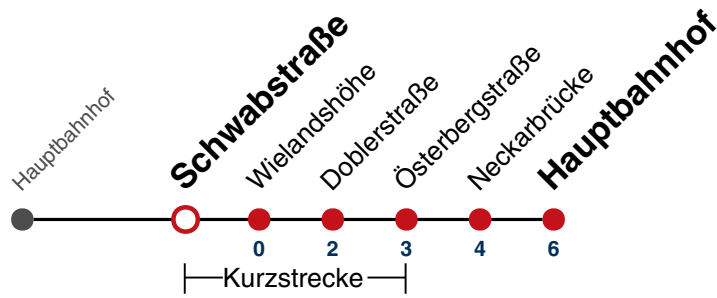 Hauptbahnhof
Schwabstraße
Wielandshöhe
Doblerstraße
Österbergstraße
Neckarbrücke
Hauptbahnhof
0 2 3 4 6
Kurzstrecke